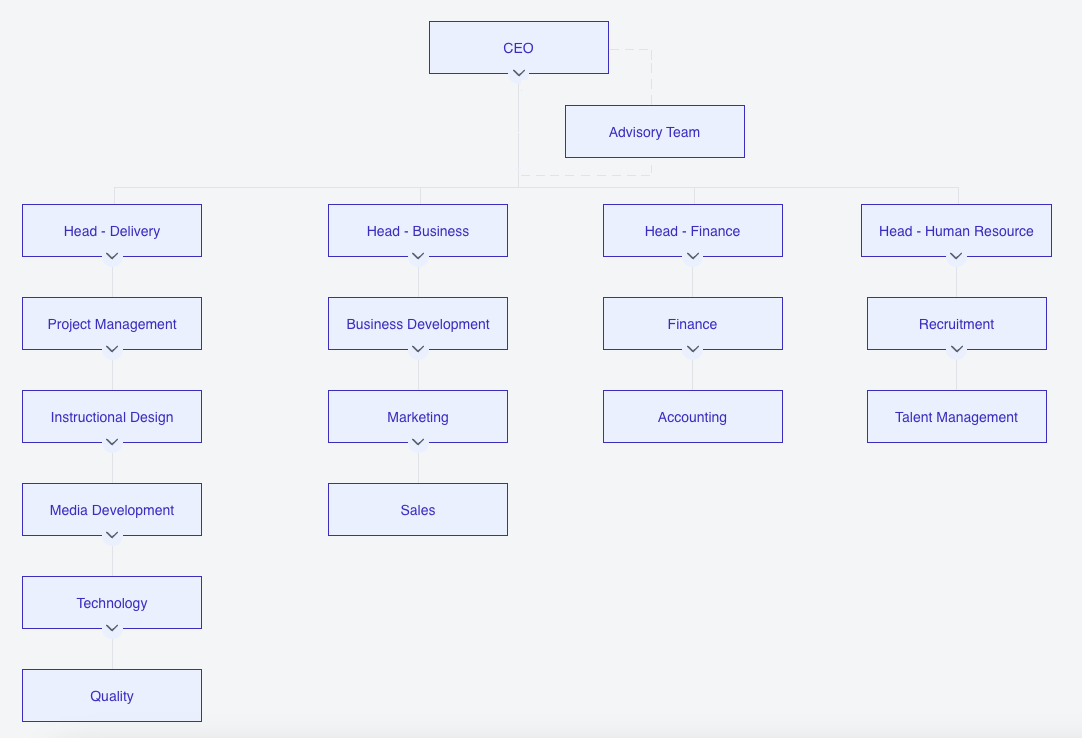 CEO
Advisory Team
Head - Delivery
Head - Business
Head - Finance
Head - Human Resource
Project Management
Business Development
Finance
Recruitment
Instructional Design
Marketing
Accounting
Talent Management
Media Development
Sales
Technology
Quality